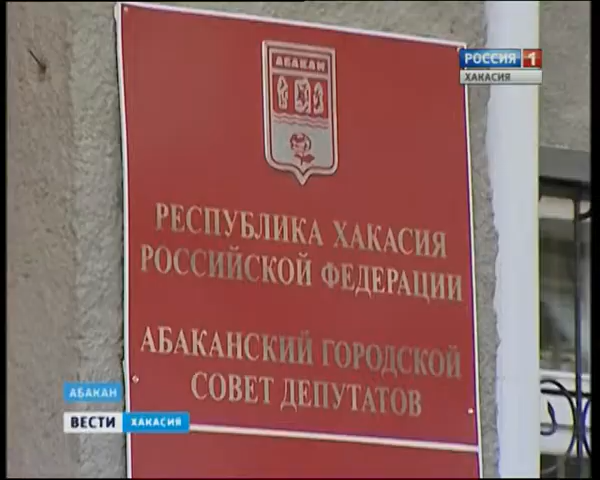 РОССИЯ 1
ХАКАСИЯ
АБАКАН
РЕСПУБЛИКА ХАКАСИЯ
РОССИЙСКОЙ ФЕДЕРАЦИИ
АБАКАНСКИЙ ГОРОДСКОЙ
СОВЕТ ДЕПУТАТОВ
АБАКАН
ВЕСТИ ХАКАСИЯ